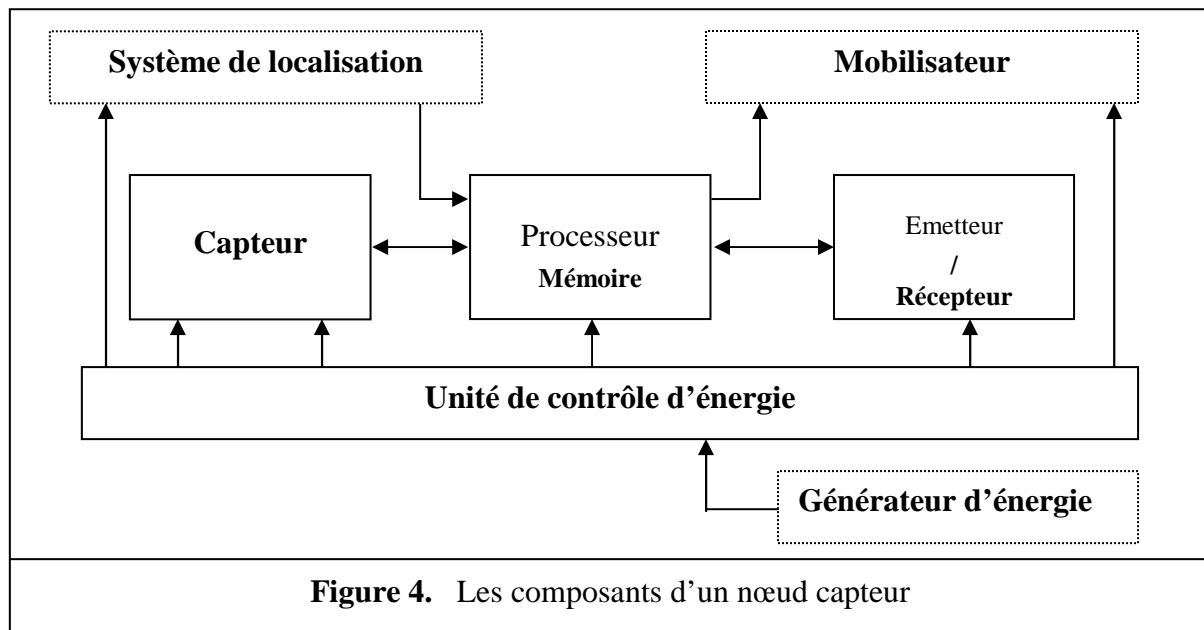 Système de localisation
Mobilisateur
Capteur
Processeur
Mémoire
Emetteur
/
Récepteur
Unité de contrôle d’énergie
Générateur d’énergie
Figure 4. Les composants d’un nœud capteur